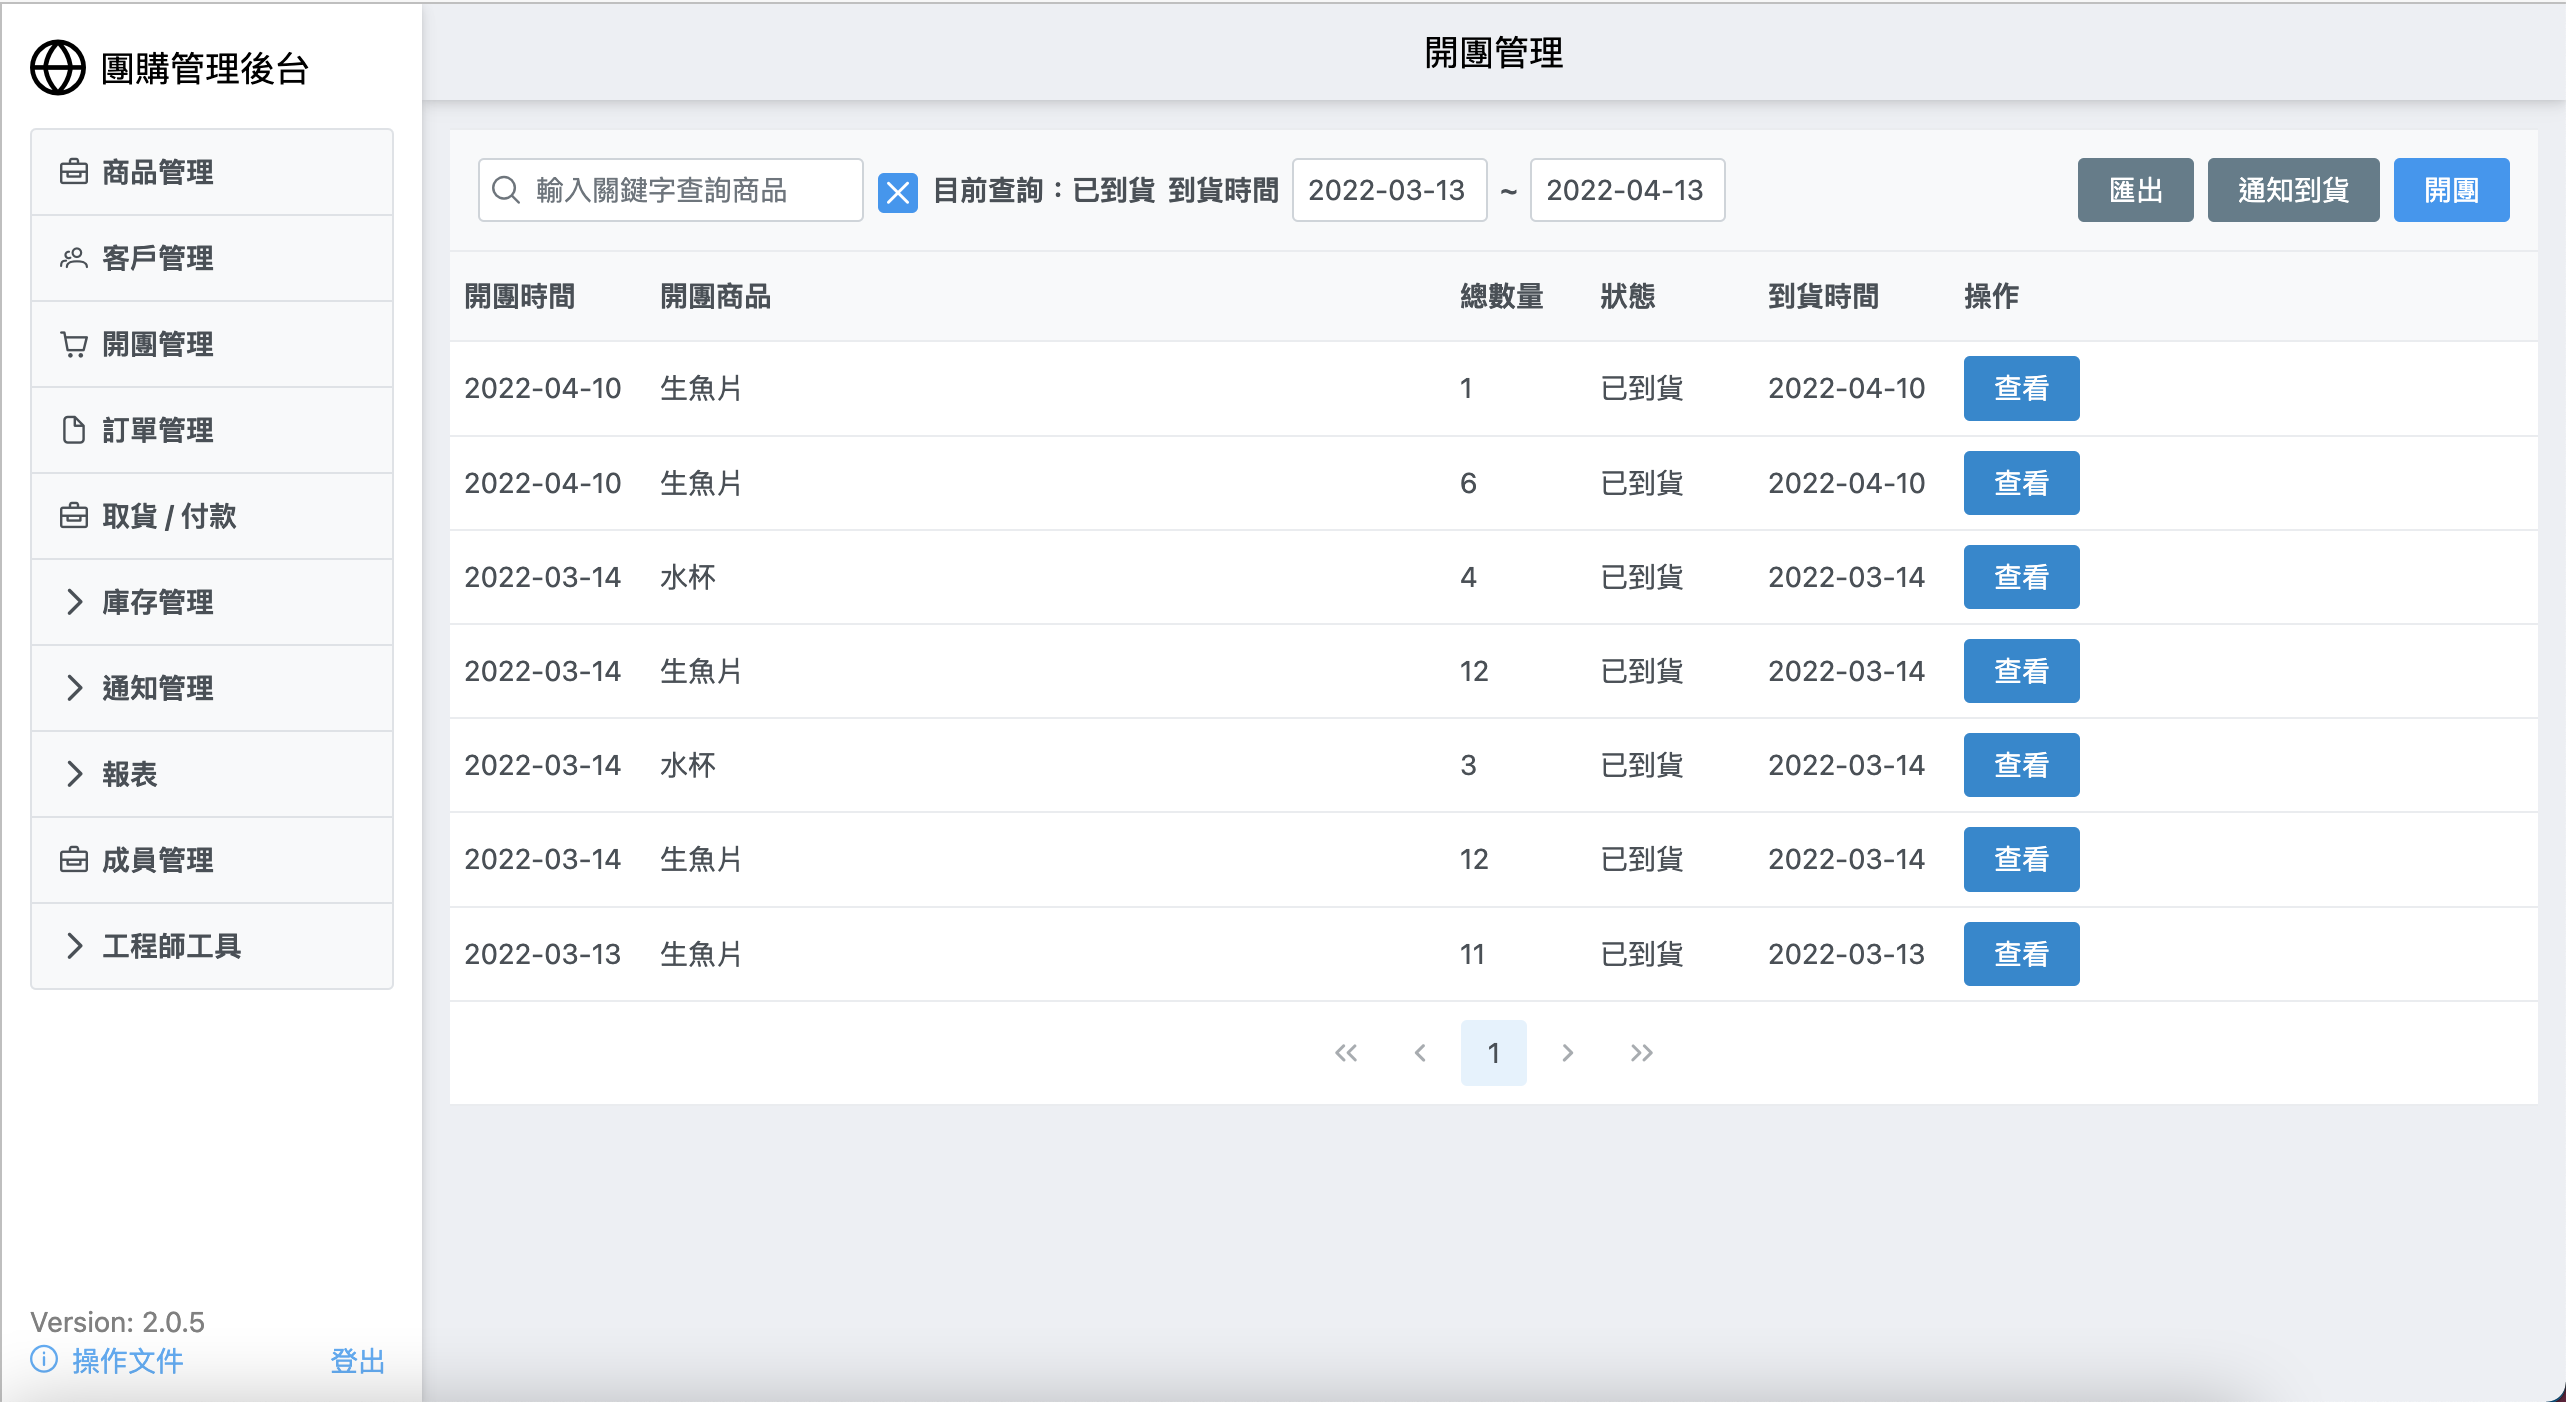 團購管理後台
商品管理
客戶管理
開團管理
訂單管理
取貨 / 付款
庫存管理
通知管理
報表
成員管理
工程師工具
Version: 2.0.5
操作文件 登出
開團管理
輸入關鍵字查詢商品 目前查詢：已到貨 到貨時間 2022-03-13 ~ 2022-04-13 匯出 通知到貨 開團
開團時間 開團商品 總數量 狀態 到貨時間 操作
2022-04-10 生魚片 1 已到貨 2022-04-10 查看
2022-04-10 生魚片 6 已到貨 2022-04-10 查看
2022-03-14 水杯 4 已到貨 2022-03-14 查看
2022-03-14 生魚片 12 已到貨 2022-03-14 查看
2022-03-14 水杯 3 已到貨 2022-03-14 查看
2022-03-14 生魚片 12 已到貨 2022-03-14 查看
2022-03-13 生魚片 11 已到貨 2022-03-13 查看
1